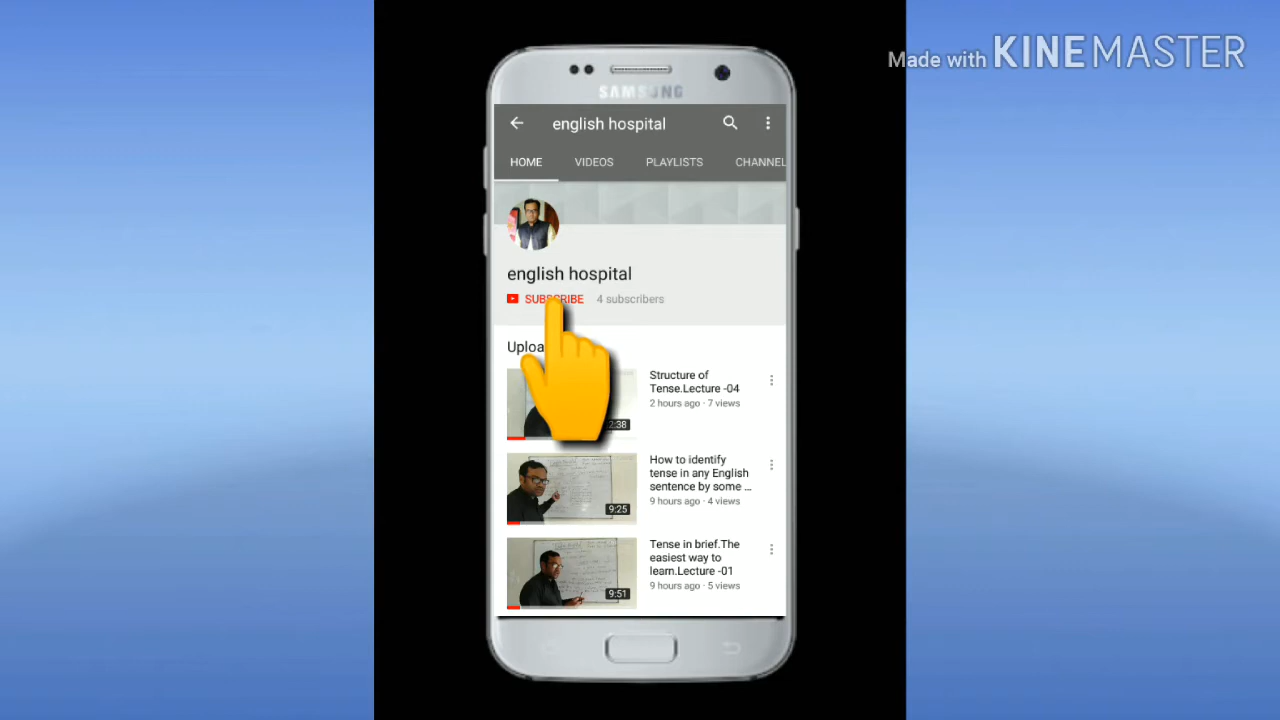 Made with KINEMASTER
SAMSUNG
english hospital
HOME VIDEOS PLAYLISTS CHANNEL
english hospital
SUBSCRIBE 4 subscribers
Uploa
Structure of
Tense.Lecture -04
2 hours ago · 7 views
2:38
How to identify
tense in any English
sentence by some ...
9 hours ago · 4 views
9:25
Tense in brief.The
easiest way to
learn.Lecture -01
9 hours ago · 5 views
9:51